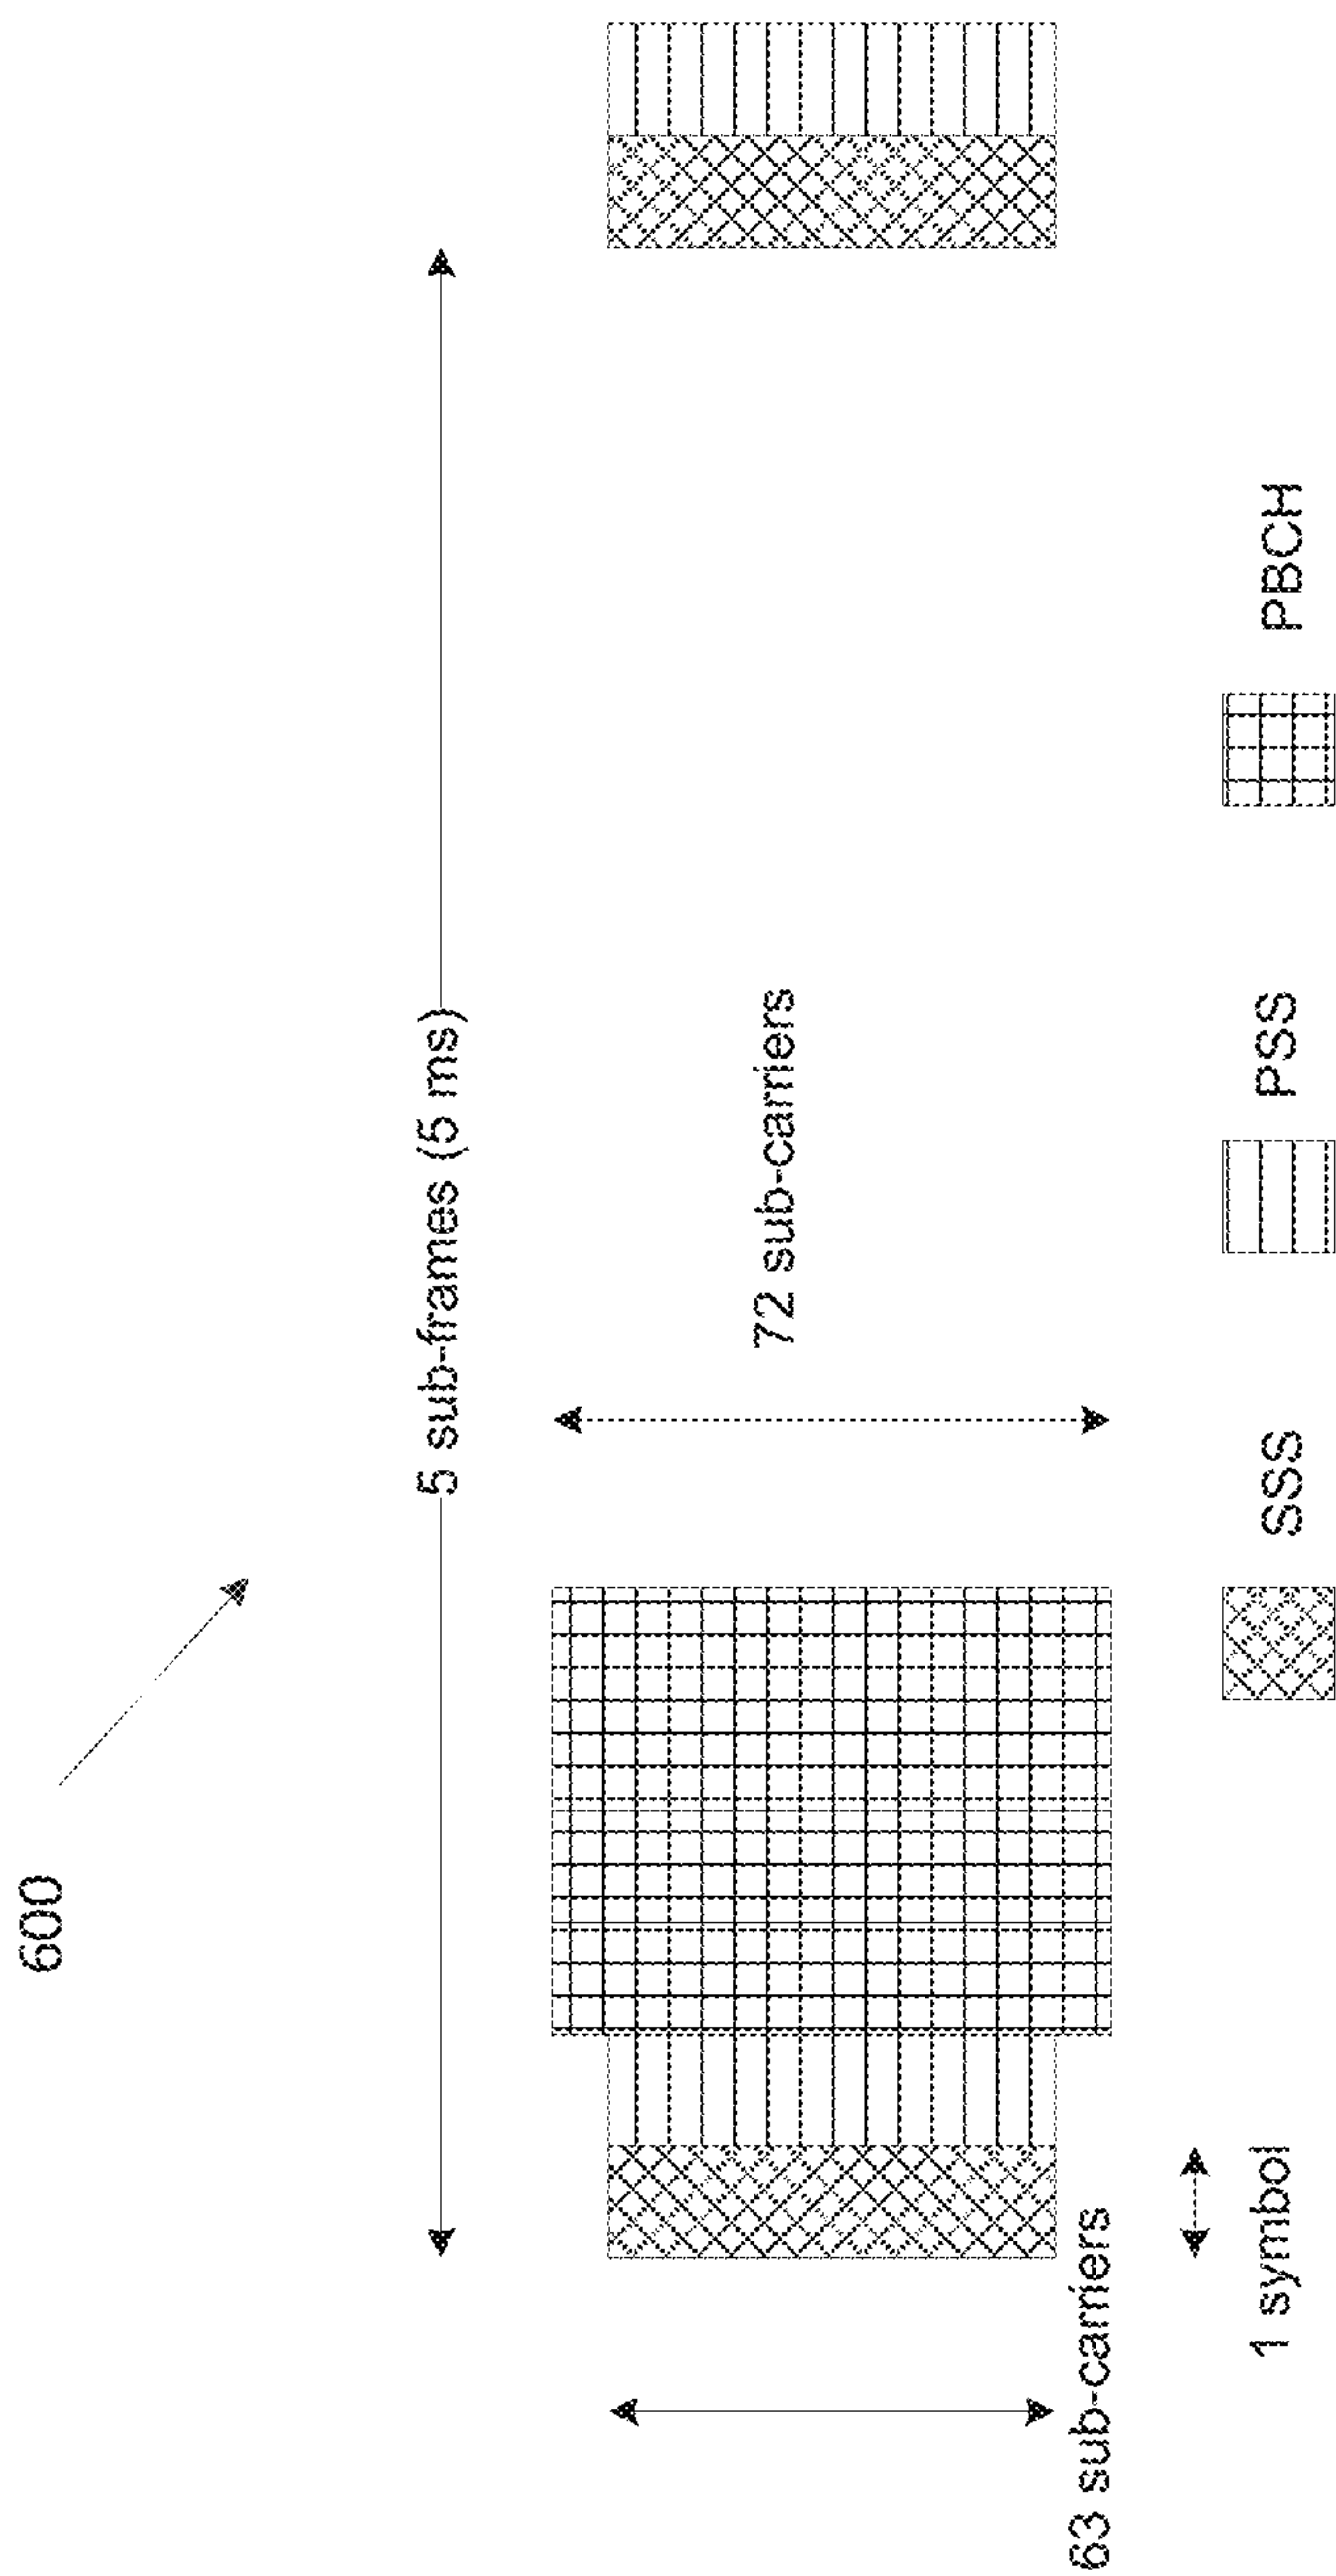 600
5 sub-frames (5 ms)
72 sub-carriers
63 sub-carriers
1 symbol
SSS
PSS
PBCH